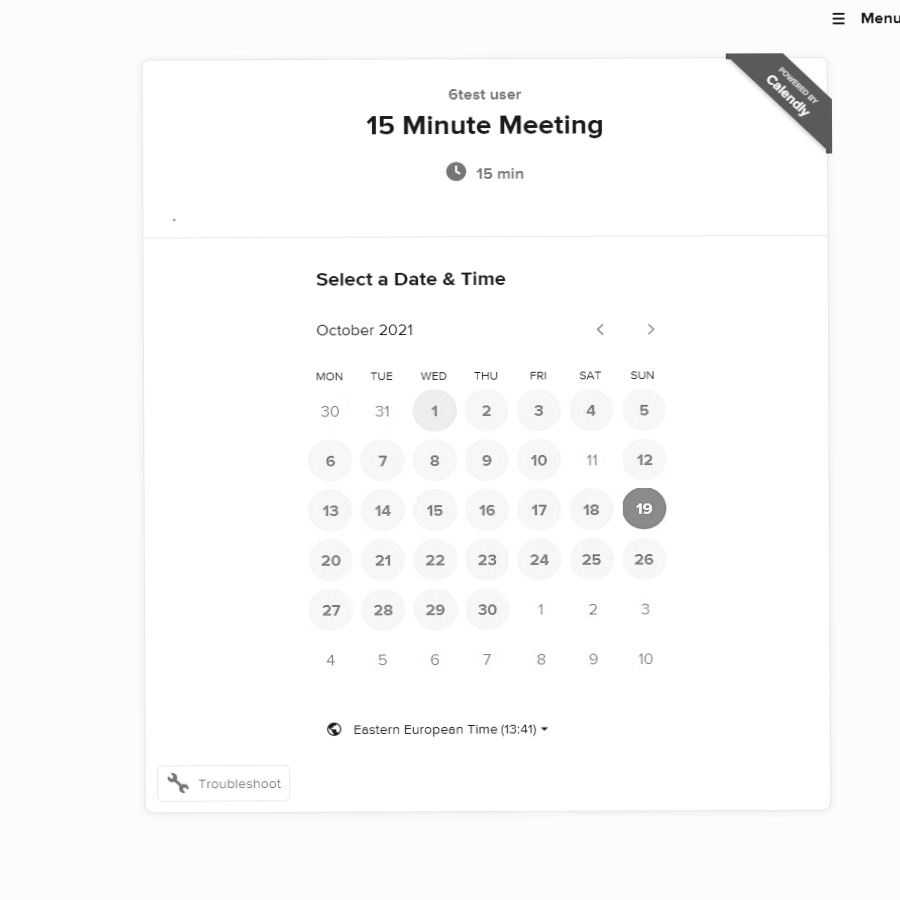 ☰ Menu
POWERED BY
Calendly
6test user
15 Minute Meeting
15 min
.
Select a Date & Time
October 2021 < >
MON TUE WED THU FRI SAT SUN
30 31 1 2 3 4 5
6 7 8 9 10 11 12
13 14 15 16 17 18 19
20 21 22 23 24 25 26
27 28 29 30 1 2 3
4 5 6 7 8 9 10
Eastern European Time (13:41)
Troubleshoot